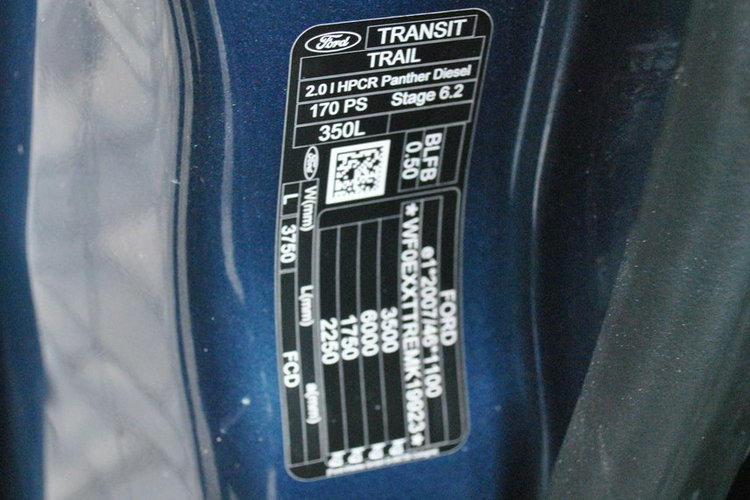 Ford TRANSIT
TRAIL
2.0 l HPCR Panther Diesel
170 PS Stage 6.2
350L
BLFB
0.50
Ford
FORD
e1*2007/46*1100
3500
6000
1750
2250
W(mm) L(mm)
L 3750 FCD